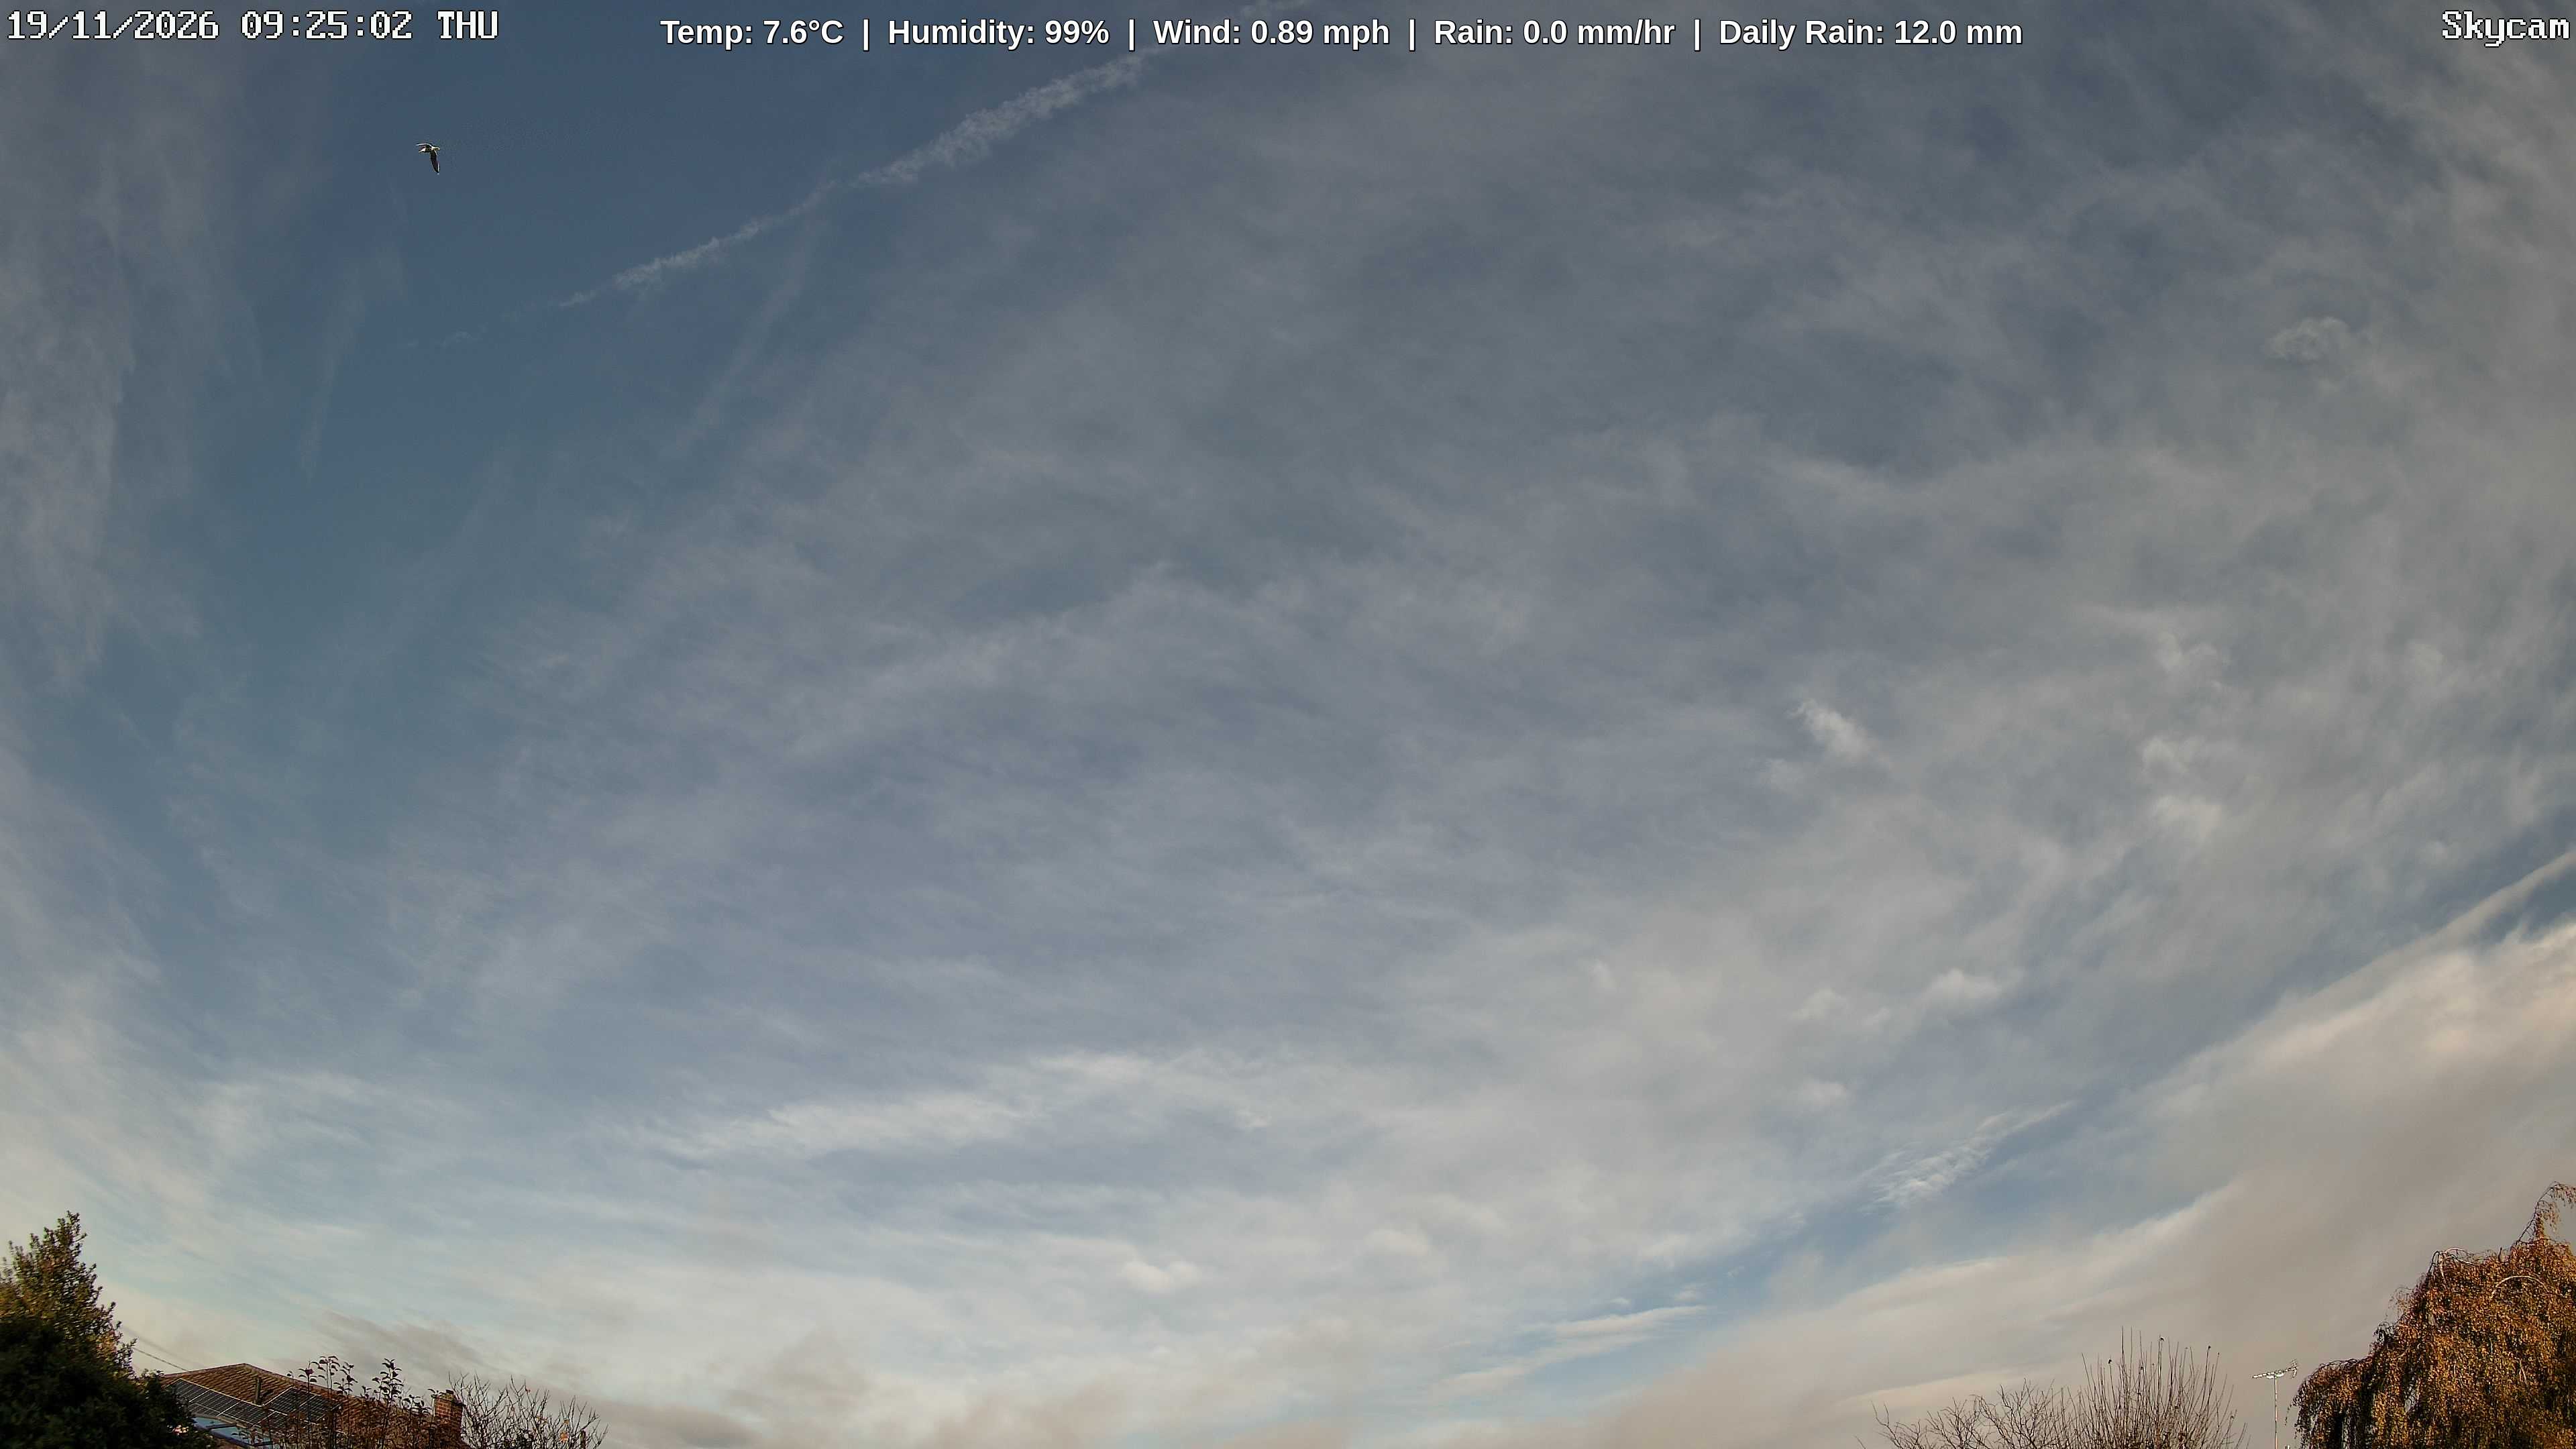 19/11/2026 09:25:02 THU
Temp: 7.6°C | Humidity: 99% | Wind: 0.89 mph | Rain: 0.0 mm/hr | Daily Rain: 12.0 mm
Skycam